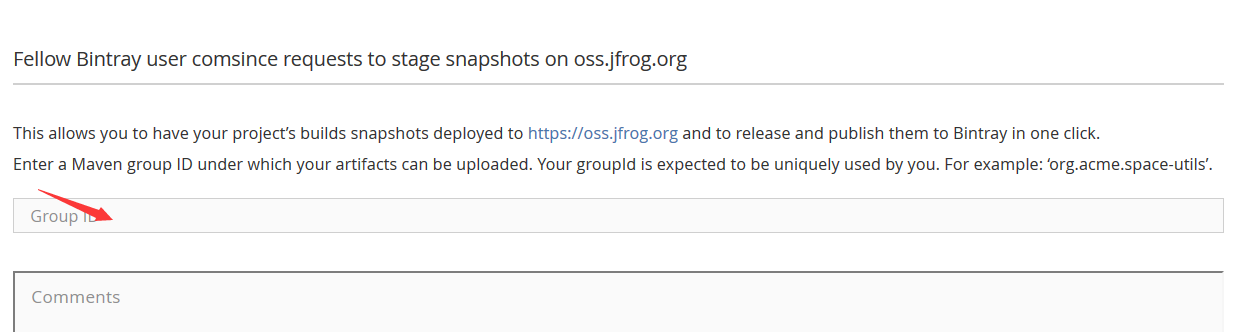 Fellow Bintray user comsince requests to stage snapshots on oss.jfrog.org
This allows you to have your project's builds snapshots deployed to https://oss.jfrog.org and to release and publish them to Bintray in one click.
Enter a Maven group ID under which your artifacts can be uploaded. Your groupId is expected to be uniquely used by you. For example: ‘org.acme.space-utils’.
Group ID
Comments